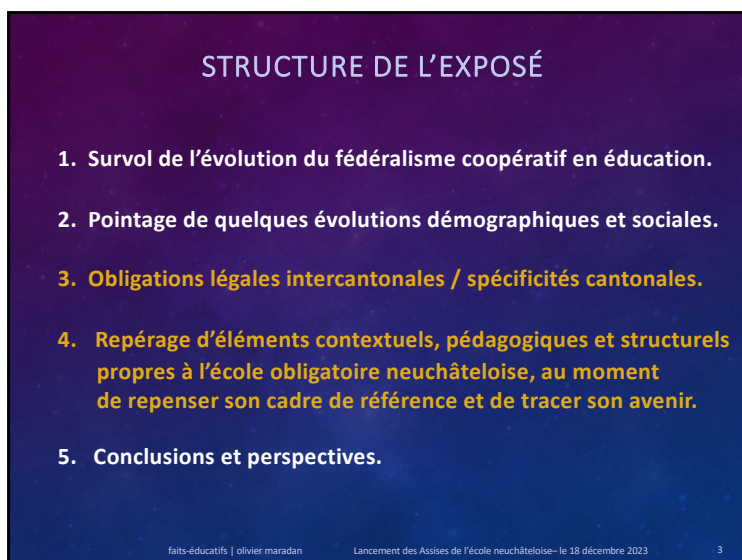 STRUCTURE DE L’EXPOSÉ
1. Survol de l’évolution du fédéralisme coopératif en éducation.
2. Pointage de quelques évolutions démographiques et sociales.
3. Obligations légales intercantonales / spécificités cantonales.
4. Repérage d’éléments contextuels, pédagogiques et structurels
propres à l’école obligatoire neuchâteloise, au moment
de repenser son cadre de référence et de tracer son avenir.
5. Conclusions et perspectives.
faits-éducatifs | olivier maradan Lancement des Assises de l’école neuchâteloise– le 18 décembre 2023 3